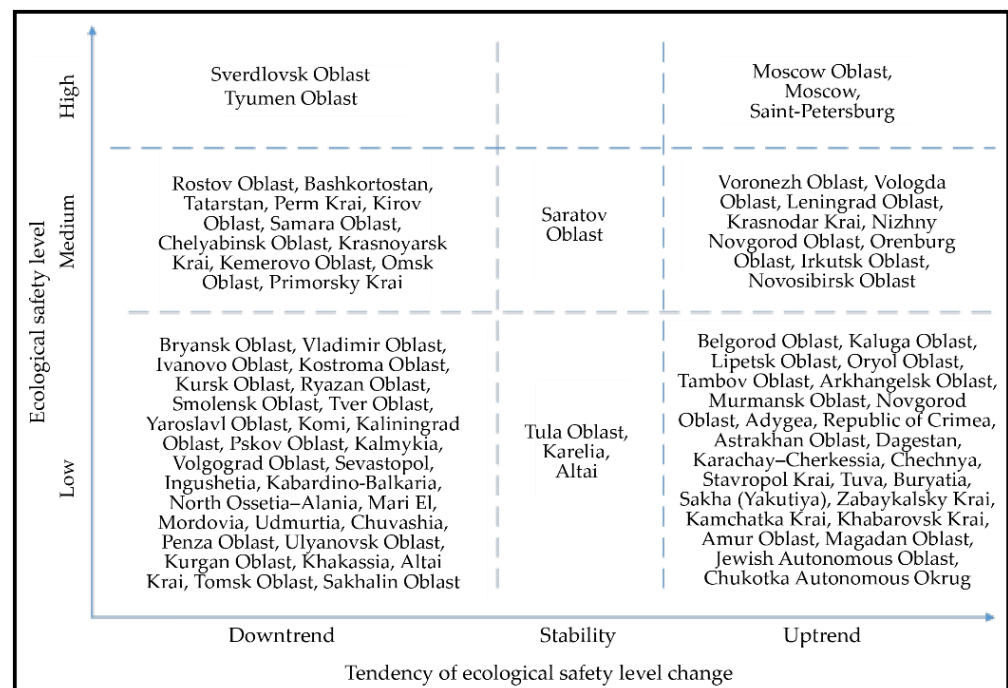 Ecological safety level
High
Sverdlovsk Oblast
Tyumen Oblast
Moscow Oblast,
Moscow,
Saint-Petersburg
Medium
Rostov Oblast, Bashkortostan,
Tatarstan, Perm Krai, Kirov
Oblast, Samara Oblast,
Chelyabinsk Oblast, Krasnoyarsk
Krai, Kemerovo Oblast, Omsk
Oblast, Primorsky Krai
Saratov
Oblast
Voronezh Oblast, Vologda
Oblast, Leningrad Oblast,
Krasnodar Krai, Nizhny
Novgorod Oblast, Orenburg
Oblast, Irkutsk Oblast,
Novosibirsk Oblast
Low
Bryansk Oblast, Vladimir Oblast,
Ivanovo Oblast, Kostroma Oblast,
Kursk Oblast, Ryazan Oblast,
Smolensk Oblast, Tver Oblast,
Yaroslavl Oblast, Komi, Kaliningrad
Oblast, Pskov Oblast, Kalmykia,
Volgograd Oblast, Sevastopol,
Ingushetia, Kabardino-Balkaria,
North Ossetia–Alania, Mari El,
Mordovia, Udmurtia, Chuvashia,
Penza Oblast, Ulyanovsk Oblast,
Kurgan Oblast, Khakassia, Altai
Krai, Tomsk Oblast, Sakhalin Oblast
Tula Oblast,
Karelia,
Altai
Belgorod Oblast, Kaluga Oblast,
Lipetsk Oblast, Oryol Oblast,
Tambov Oblast, Arkhangelsk Oblast,
Murmansk Oblast, Novgorod
Oblast, Adygea, Republic of Crimea,
Astrakhan Oblast, Dagestan,
Karachay–Cherkessia, Chechnya,
Stavropol Krai, Tuva, Buryatia,
Sakha (Yakutiya), Zabaykalsky Krai,
Kamchatka Krai, Khabarovsk Krai,
Amur Oblast, Magadan Oblast,
Jewish Autonomous Oblast,
Chukotka Autonomous Okrug
Downtrend
Stability
Uptrend
Tendency of ecological safety level change